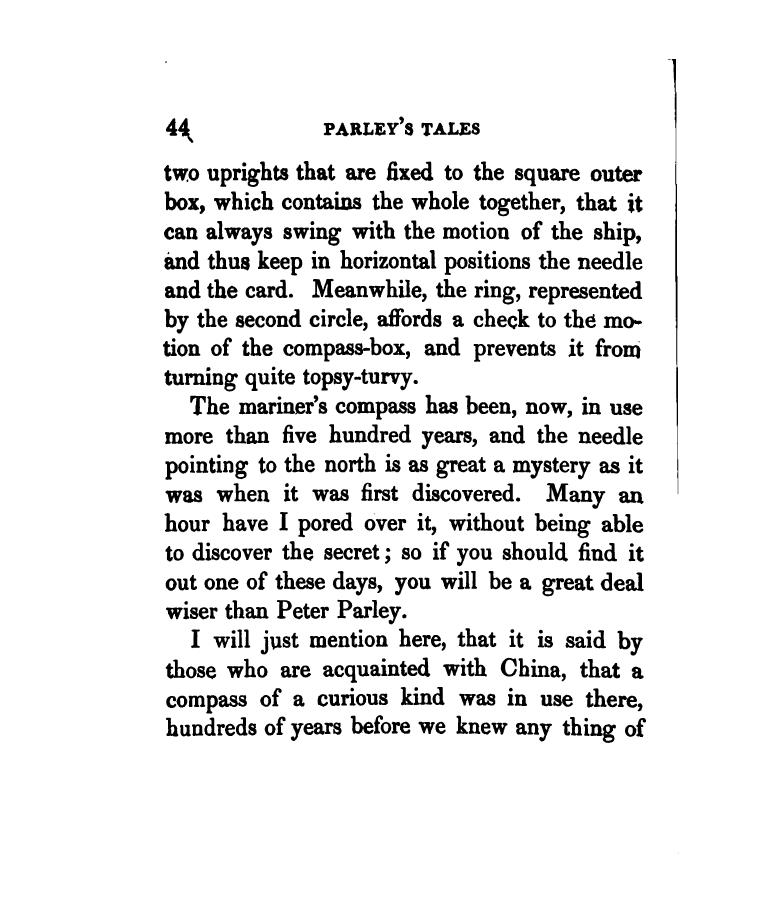 44 PARLEY'S TALES
two uprights that are fixed to the square outer
box, which contains the whole together, that it
can always swing with the motion of the ship,
and thus keep in horizontal positions the needle
and the card. Meanwhile, the ring, represented
by the second circle, affords a check to the mo-
tion of the compass-box, and prevents it from
turning quite topsy-turvy.
The mariner's compass has been, now, in use
more than five hundred years, and the needle
pointing to the north is as great a mystery as it
was when it was first discovered. Many an
hour have I pored over it, without being able
to discover the secret; so if you should find it
out one of these days, you will be a great deal
wiser than Peter Parley.
I will just mention here, that it is said by
those who are acquainted with China, that a
compass of a curious kind was in use there,
hundreds of years before we knew any thing of